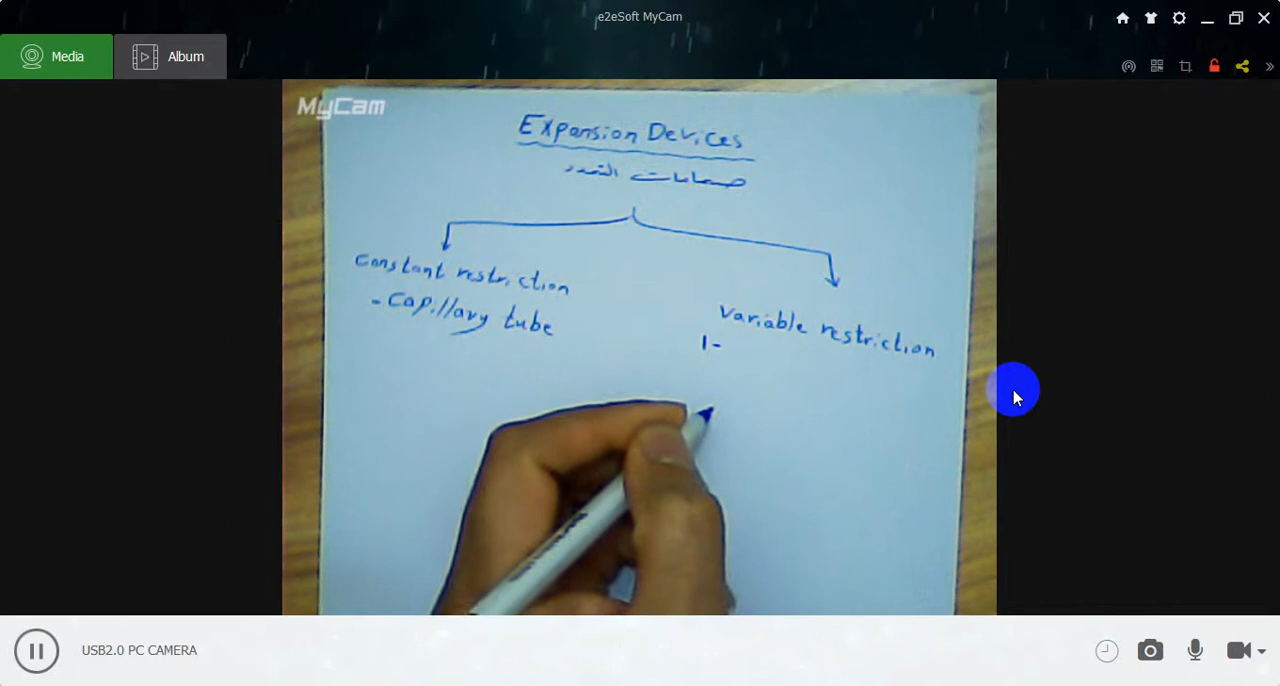 e2eSoft MyCam
Media
Album
MyCam
Expansion Devices
صمامات التمدد
constant restriction
- Capillary tube
variable restriction
1-
USB2.0 PC CAMERA